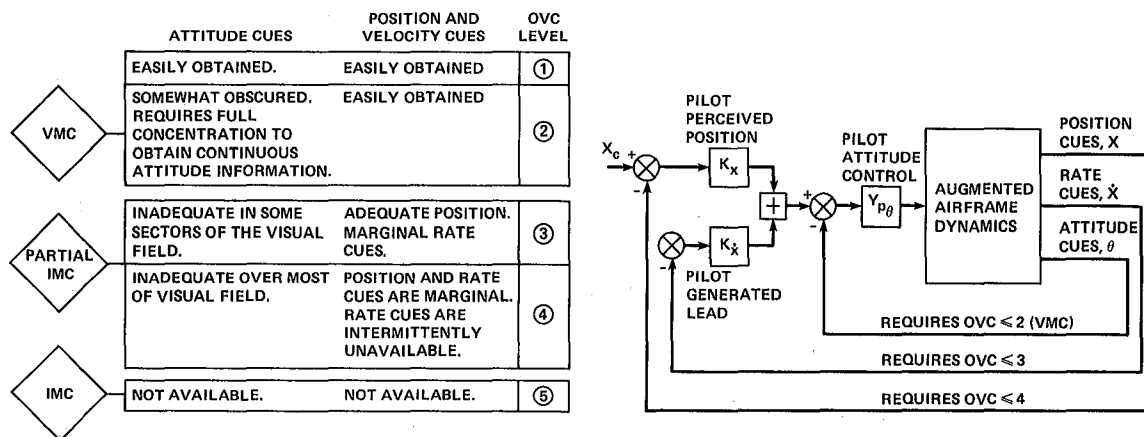 ATTITUDE CUES
POSITION AND
VELOCITY CUES
OVC
LEVEL
VMC
EASILY OBTAINED.
EASILY OBTAINED
①
SOMEWHAT OBSCURED.
REQUIRES FULL
CONCENTRATION TO
OBTAIN CONTINUOUS
ATTITUDE INFORMATION.
EASILY OBTAINED
②
PARTIAL
IMC
INADEQUATE IN SOME
SECTORS OF THE VISUAL
FIELD.
ADEQUATE POSITION.
MARGINAL RATE
CUES.
③
INADEQUATE OVER MOST
OF VISUAL FIELD.
POSITION AND RATE
CUES ARE MARGINAL.
RATE CUES ARE
INTERMITTENTLY
UNAVAILABLE.
④
IMC
NOT AVAILABLE.
NOT AVAILABLE.
⑤
PILOT
PERCEIVED
POSITION
X_c
+
-
K_x
+
-
K_ẋ
PILOT
GENERATED
LEAD
+
-
PILOT
ATTITUDE
CONTROL
Y_pθ
AUGMENTED
AIRFRAME
DYNAMICS
POSITION
CUES, X
RATE
CUES, Ẋ
ATTITUDE
CUES, θ
REQUIRES OVC ⩽ 2 (VMC)
REQUIRES OVC ⩽ 3
REQUIRES OVC ⩽ 4